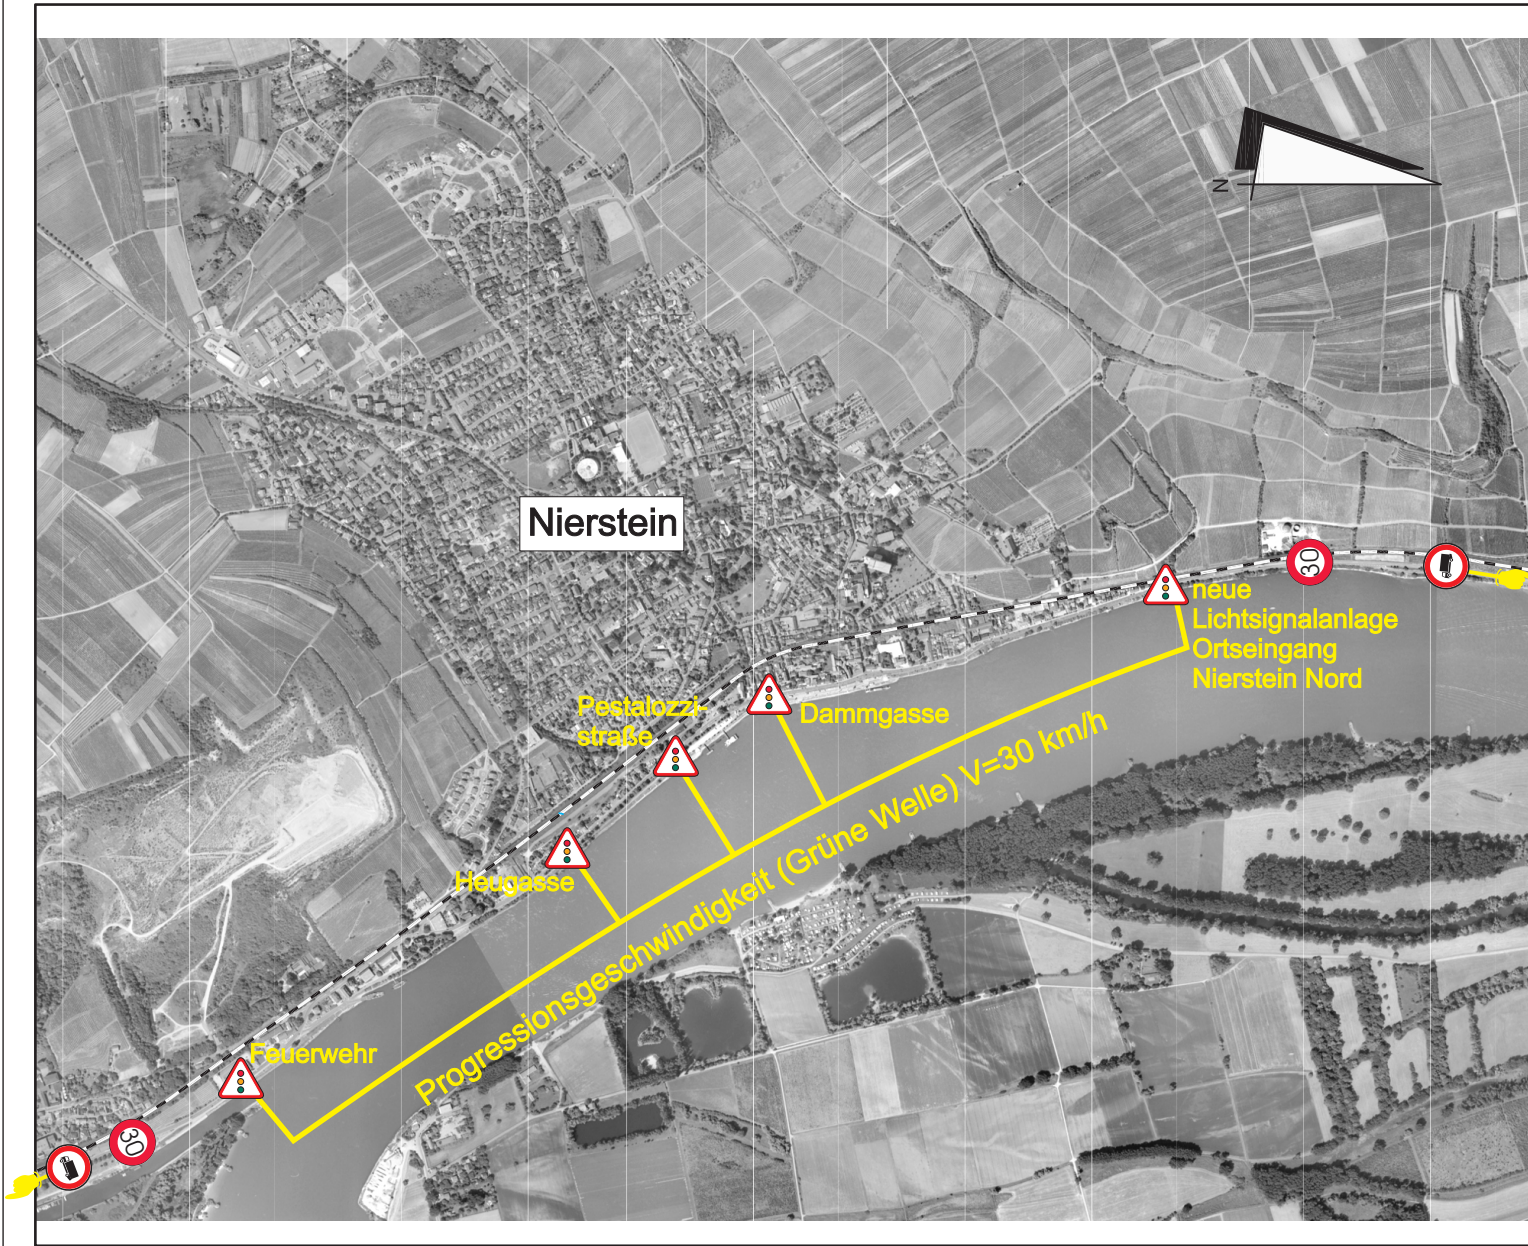 N
Nierstein
30
neue
Lichtsignalanlage
Ortseingang
Nierstein Nord
Pestalozzi-
straße
Dammgasse
Progressionsgeschwindigkeit (Grüne Welle) V=30 km/h
Heugasse
Feuerwehr
30